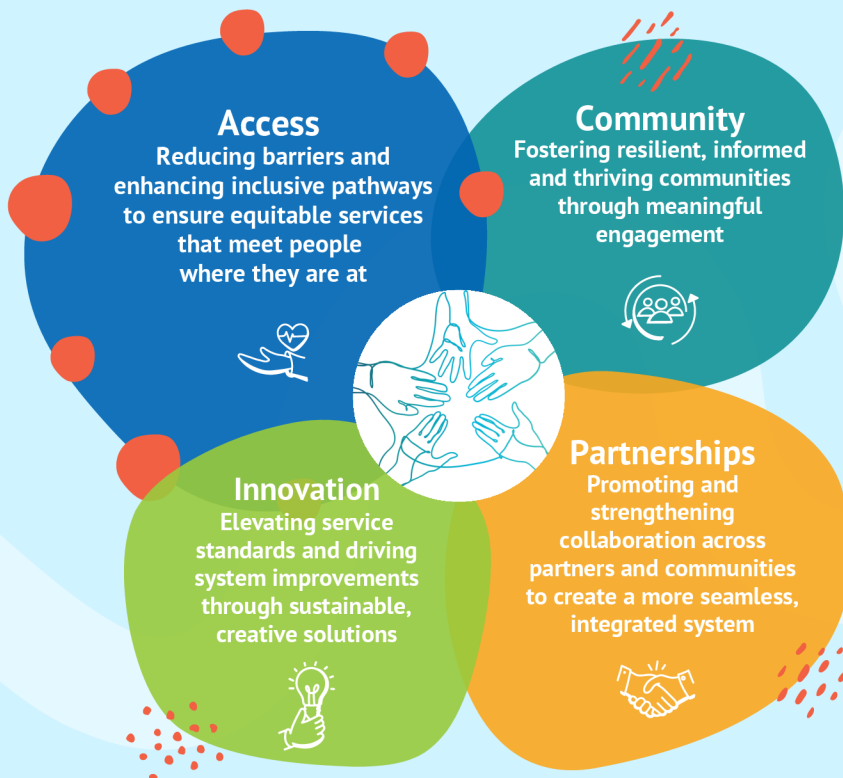 Access
Reducing barriers and
enhancing inclusive pathways
to ensure equitable services
that meet people
where they are at
Community
Fostering resilient, informed
and thriving communities
through meaningful
engagement
Innovation
Elevating service
standards and driving
system improvements
through sustainable,
creative solutions
Partnerships
Promoting and
strengthening
collaboration across
partners and communities
to create a more seamless,
integrated system